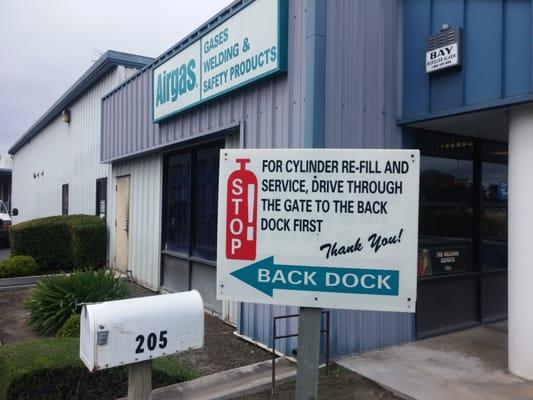 Airgas
GASES
WELDING &
SAFETY PRODUCTS
BAY
FOR CYLINDER RE-FILL AND
SERVICE, DRIVE THROUGH
THE GATE TO THE BACK
DOCK FIRST
STOP!
Thank You!
BACK DOCK
205